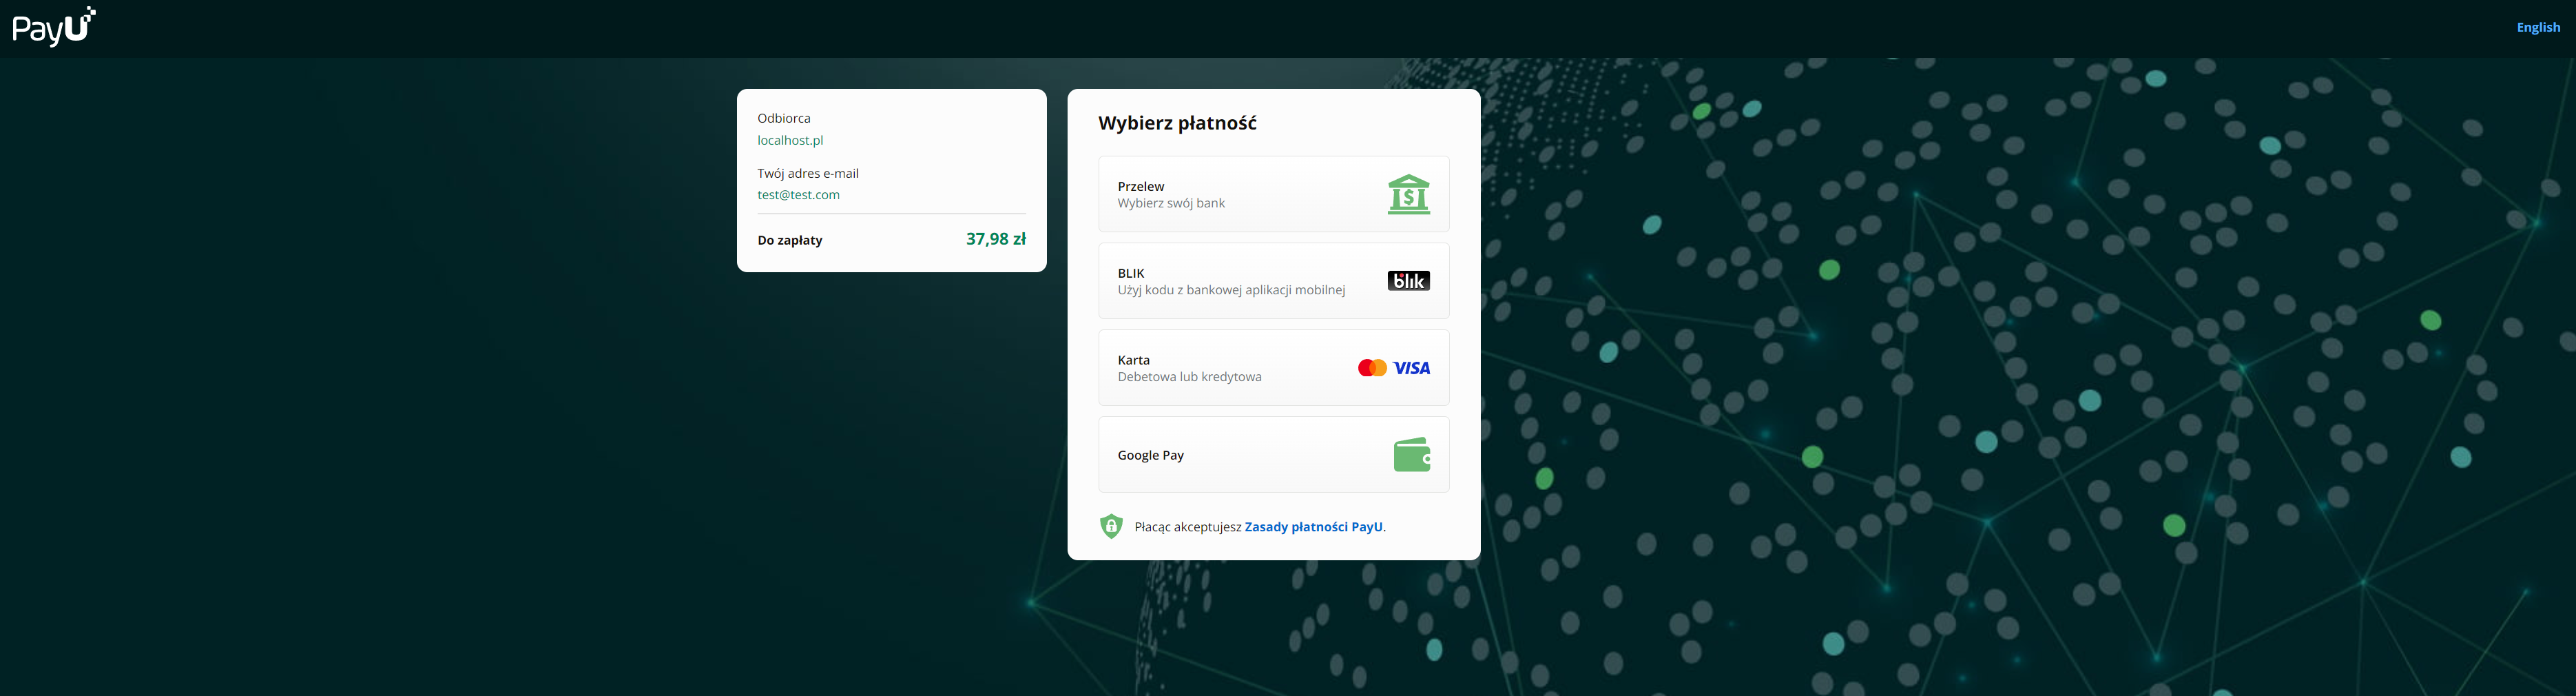 PayU
English
Odbiorca
localhost.pl
Twój adres e-mail
test@test.com
Do zapłaty 37,98 zł
Wybierz płatność
Przelew
Wybierz swój bank
BLIK
Użyj kodu z bankowej aplikacji mobilnej
blik
Karta
Debetowa lub kredytowa
VISA
Google Pay
Płacąc akceptujesz Zasady płatności PayU.